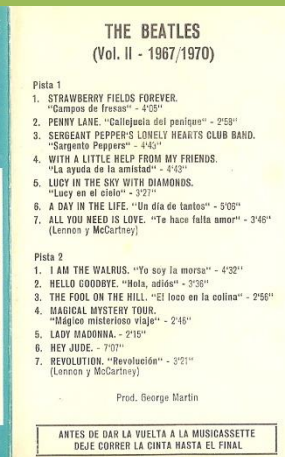 THE BEATLES
(Vol. II - 1967/1970)
Pista 1
1. STRAWBERRY FIELDS FOREVER.
"Campos de fresas" - 4'05"
2. PENNY LANE. "Callejuela del penique" - 2'58"
3. SERGEANT PEPPER'S LONELY HEARTS CLUB BAND.
"Sargento Peppers" - 4'43"
4. WITH A LITTLE HELP FROM MY FRIENDS.
"La ayuda de la amistad" - 4'43"
5. LUCY IN THE SKY WITH DIAMONDS.
"Lucy en el cielo" - 3'27"
6. A DAY IN THE LIFE. "Un día de tantos" - 5'06"
7. ALL YOU NEED IS LOVE. "Te hace falta amor" - 3'46"
(Lennon y McCartney)
Pista 2
1. I AM THE WALRUS. "Yo soy la morsa" - 4'32"
2. HELLO GOODBYE. "Hola, adiós" - 3'36"
3. THE FOOL ON THE HILL. "El loco en la colina" - 2'56"
4. MAGICAL MYSTERY TOUR.
"Mágico misterioso viaje" - 2'46"
5. LADY MADONNA. - 2'15"
6. HEY JUDE. - 7'07"
7. REVOLUTION. "Revolución" - 3'21"
(Lennon y McCartney)
Prod. George Martin
ANTES DE DAR LA VUELTA A LA MUSICASSETTE
DEJE CORRER LA CINTA HASTA EL FINAL